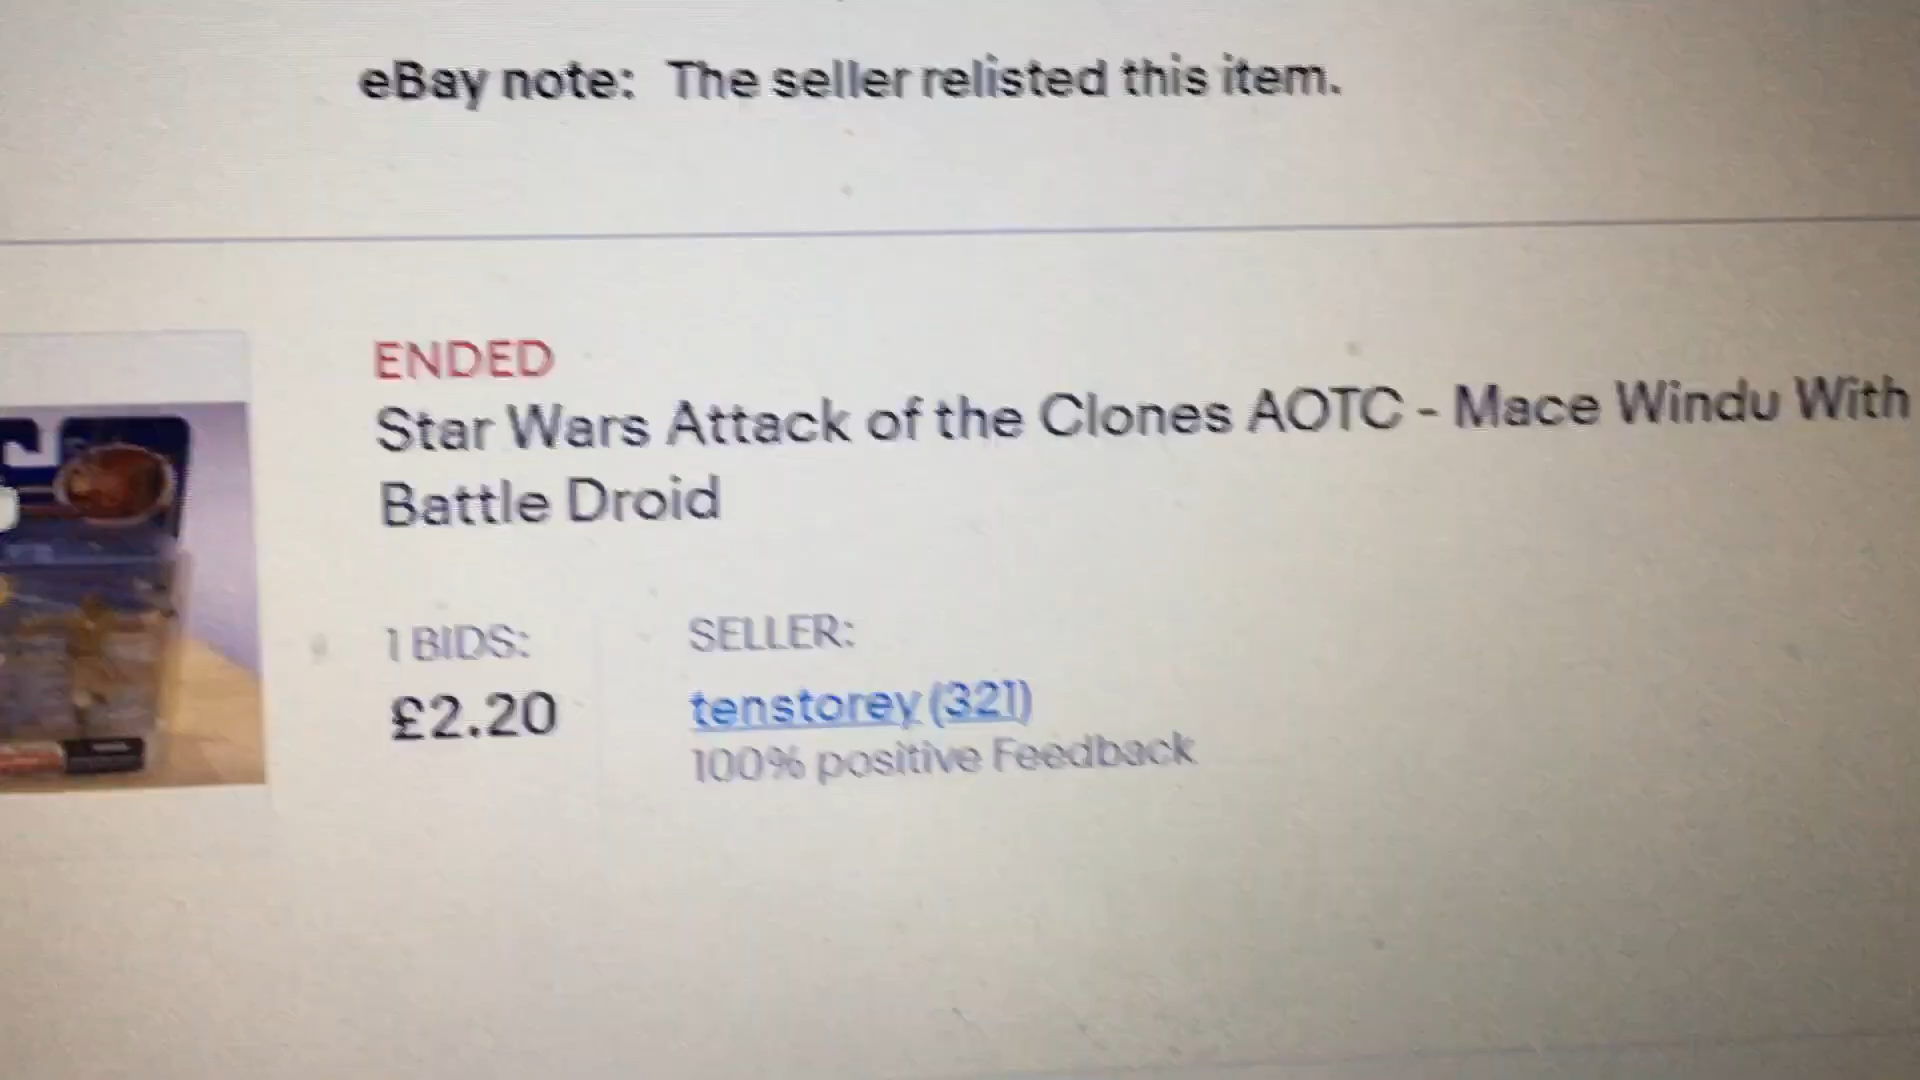 eBay note: The seller relisted this item.
ENDED
Star Wars Attack of the Clones AOTC - Mace Windu With
Battle Droid
1 BIDS:
SELLER:
£2.20
tenstorey (321)
100% positive Feedback